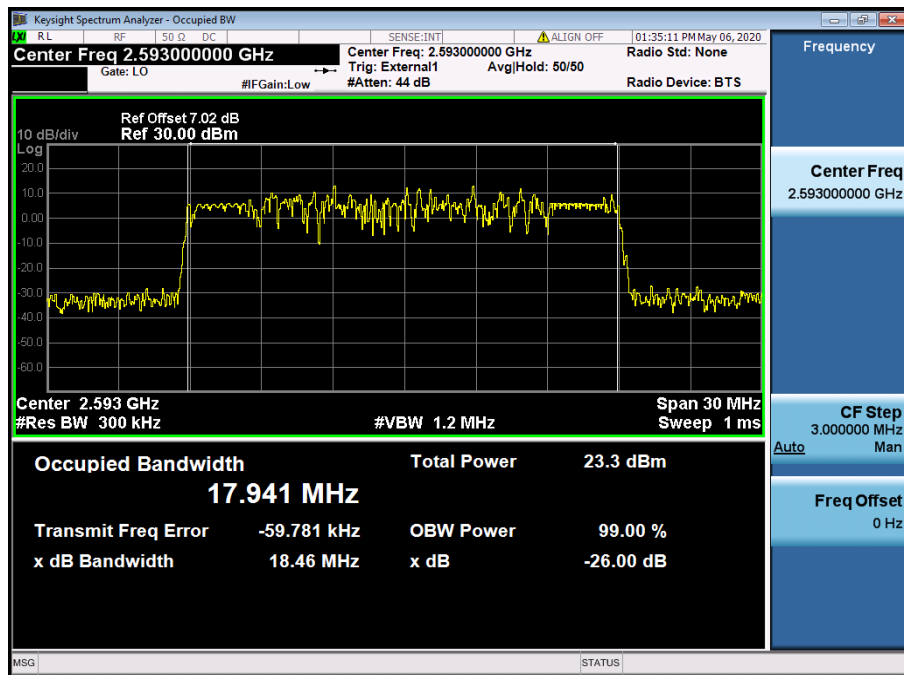 Keysight Spectrum Analyzer - Occupied BW
LXI RL RF 50 Ω DC SENSE:INT ALIGN OFF 01:35:11 PM May 06, 2020
Center Freq 2.593000000 GHz
Gate: LO
#IFGain:Low
Center Freq: 2.593000000 GHz
Trig: External1 Avg|Hold: 50/50
#Atten: 44 dB
Radio Std: None
Radio Device: BTS
Ref Offset 7.02 dB
10 dB/div Ref 30.00 dBm
Log
20.0
10.0
0.00
-10.0
-20.0
-30.0
-40.0
-50.0
-60.0
Center 2.593 GHz Span 30 MHz
#Res BW 300 kHz #VBW 1.2 MHz Sweep 1 ms
Occupied Bandwidth Total Power 23.3 dBm
17.941 MHz
Transmit Freq Error -59.781 kHz OBW Power 99.00 %
x dB Bandwidth 18.46 MHz x dB -26.00 dB
MSG STATUS
Frequency
Center Freq
2.593000000 GHz
CF Step
3.000000 MHz
Auto Man
Freq Offset
0 Hz